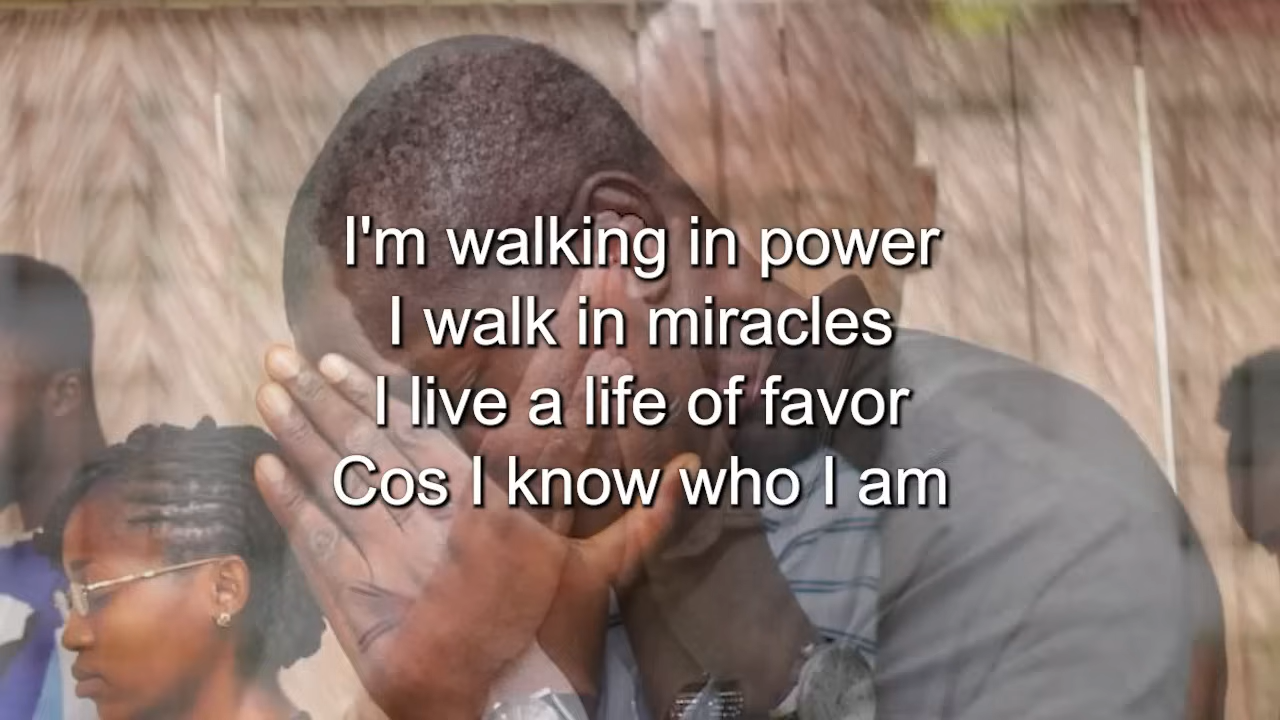 I'm walking in power
I walk in miracles
I live a life of favor
Cos I know who I am